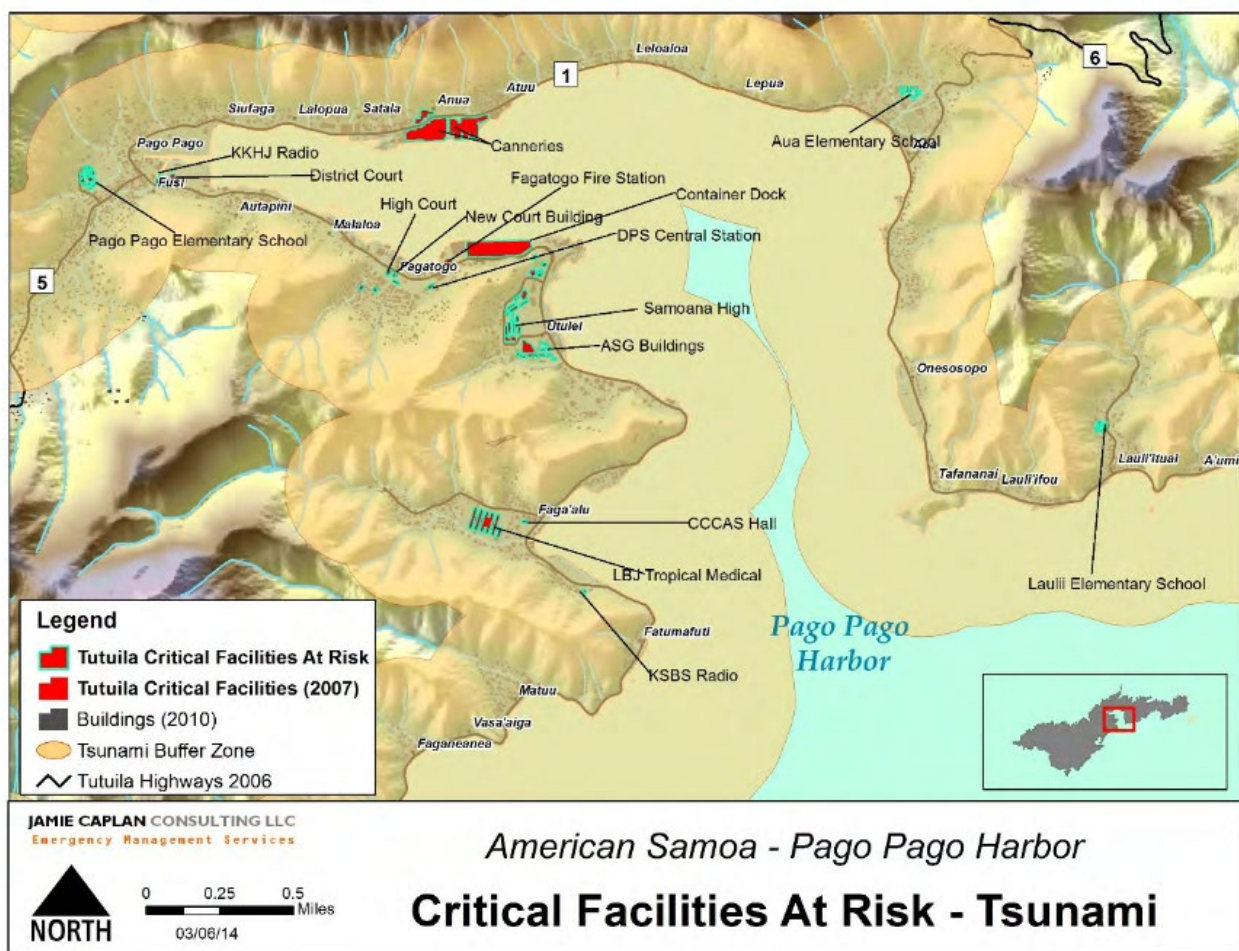 Leloaloa
Atuu
1
6
Anua
Lepua
Satala
Lalopua
Siufaga
Aua Elementary School
Aua
Pago Pago
Canneries
KKHJ Radio
Fusi
District Court
Fagatogo Fire Station
Container Dock
Autapini
High Court
New Court Building
Malaloa
DPS Central Station
Pago Pago Elementary School
Fagatogo
5
Samoana High
Utulei
ASG Buildings
Onesosopo
Lauli'ituai
A'umi
Tafananai
Lauli'ifou
Faga'alu
CCCAS Hall
LBJ Tropical Medical
Laulii Elementary School
Pago Pago
Harbor
Fatumafuti
KSBS Radio
Matuu
Vasa'aiga
Faganeanea
Legend
Tutuila Critical Facilities At Risk
Tutuila Critical Facilities (2007)
Buildings (2010)
Tsunami Buffer Zone
Tutuila Highways 2006
JAMIE CAPLAN CONSULTING LLC
Emergency Management Services
NORTH
0 0.25 0.5
Miles
03/06/14
American Samoa - Pago Pago Harbor
Critical Facilities At Risk - Tsunami